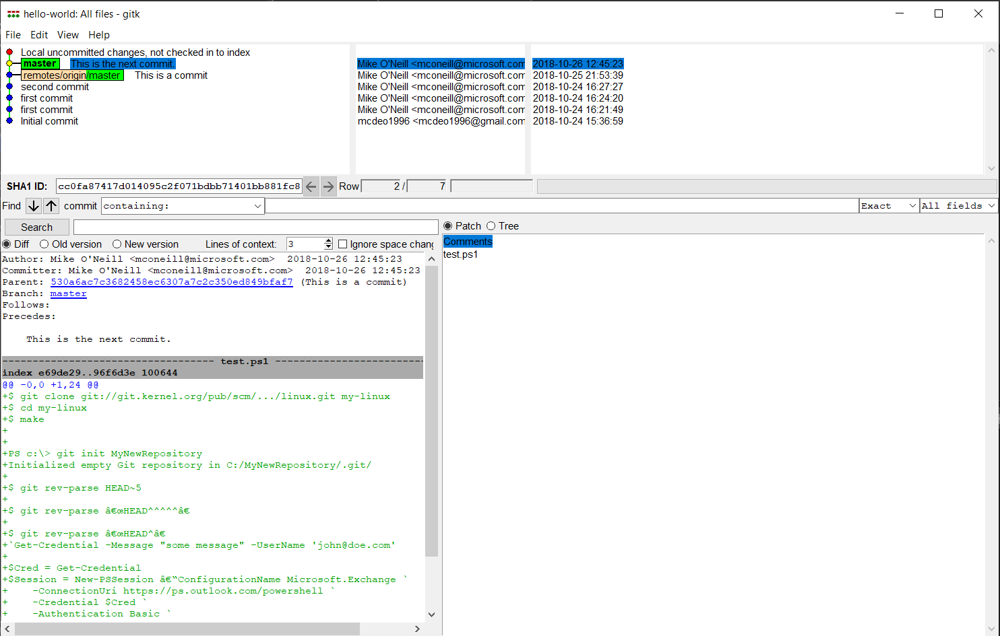 hello-world: All files - gitk
File Edit View Help
Local uncommitted changes, not checked in to index
master This is the next commit. Mike O'Neill <mconeill@microsoft.com 2018-10-26 12:45:23
remotes/origin/master This is a commit Mike O'Neill <mconeill@microsoft.com 2018-10-25 21:53:39
second commit Mike O'Neill <mconeill@microsoft.com 2018-10-24 16:27:27
first commit Mike O'Neill <mconeill@microsoft.com 2018-10-24 16:24:20
first commit Mike O'Neill <mconeill@microsoft.com 2018-10-24 16:21:49
Initial commit mcdeo1996 <mcdeo1996@gmail.com 2018-10-24 15:36:59
SHA1 ID: cc0fa87417d014095c2f071bdbb71401bb881fc8 Row 2 / 7
Find commit containing: Exact All fields
Search
Patch Tree
Diff Old version New version Lines of context: 3 Ignore space chang
Comments
test.ps1
Author: Mike O'Neill <mconeill@microsoft.com>  2018-10-26 12:45:23
Committer: Mike O'Neill <mconeill@microsoft.com>  2018-10-26 12:45:23
Parent: 530a6ac7c3682458ec6307a7c2c350ed849bfaf7 (This is a commit)
Branch: master
Follows:
Precedes:
This is the next commit.
----------------------------------- test.ps1 -------------------------
index e69de29..96f6d3e 100644
@@ -0,0 +1,24 @@
+$ git clone git://git.kernel.org/pub/scm/.../linux.git my-linux
+$ cd my-linux
+$ make
+
+
+PS c:\> git init MyNewRepository
+Initialized empty Git repository in C:/MyNewRepository/.git/
+
+$ git rev-parse HEAD~5
+
+$ git rev-parse â€œHEAD^^^^^â€
+
+$ git rev-parse â€œHEAD^â€
+`Get-Credential -Message "some message" -UserName 'john@doe.com'
+
+$Cred = Get-Credential
+$Session = New-PSSession â€“ConfigurationName Microsoft.Exchange `
+    -ConnectionUri https://ps.outlook.com/powershell `
+    -Credential $Cred `
+    -Authentication Basic `